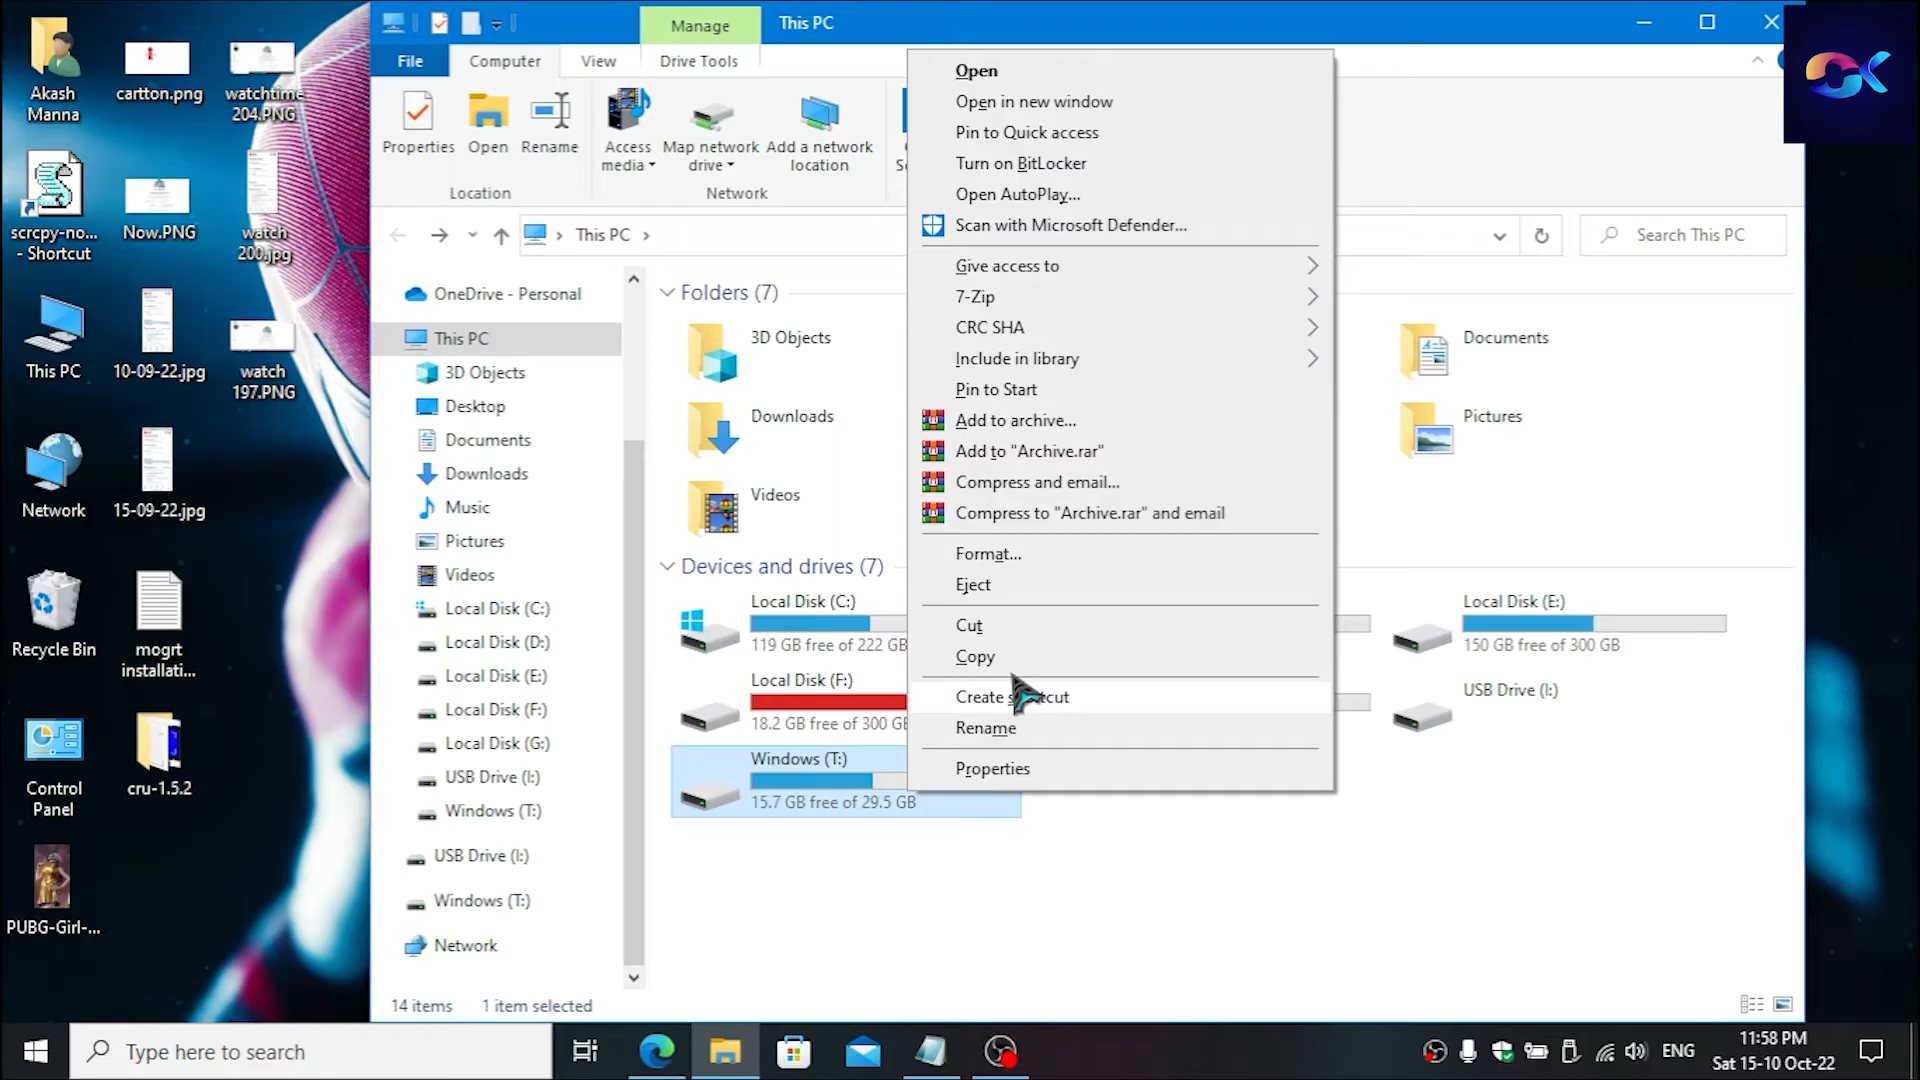 Akash
Manna
cartton.png
watchtime
204.PNG
scrcpy-no...
- Shortcut
Now.PNG
watch
200.jpg
This PC
10-09-22.jpg
watch
197.PNG
Network
15-09-22.jpg
Recycle Bin
mogrt
installati...
Control
Panel
cru-1.5.2
PUBG-Girl-...
Manage
This PC
File
Computer
View
Drive Tools
Properties
Open
Rename
Access
media
Map network
drive
Add a network
location
Location
Network
This PC
Search This PC
OneDrive - Personal
This PC
3D Objects
Desktop
Documents
Downloads
Music
Pictures
Videos
Local Disk (C:)
Local Disk (D:)
Local Disk (E:)
Local Disk (F:)
Local Disk (G:)
USB Drive (I:)
Windows (T:)
USB Drive (I:)
Windows (T:)
Network
Folders (7)
3D Objects
Documents
Downloads
Pictures
Videos
Devices and drives (7)
Local Disk (C:)
119 GB free of 222 GB
Local Disk (E:)
150 GB free of 300 GB
Local Disk (F:)
18.2 GB free of 300 GB
USB Drive (I:)
Windows (T:)
15.7 GB free of 29.5 GB
Open
Open in new window
Pin to Quick access
Turn on BitLocker
Open AutoPlay...
Scan with Microsoft Defender...
Give access to
7-Zip
CRC SHA
Include in library
Pin to Start
Add to archive...
Add to "Archive.rar"
Compress and email...
Compress to "Archive.rar" and email
Format...
Eject
Cut
Copy
Create
Rename
Properties
14 items
1 item selected
Type here to search
ENG
11:58 PM
Sat 15-10 Oct-22